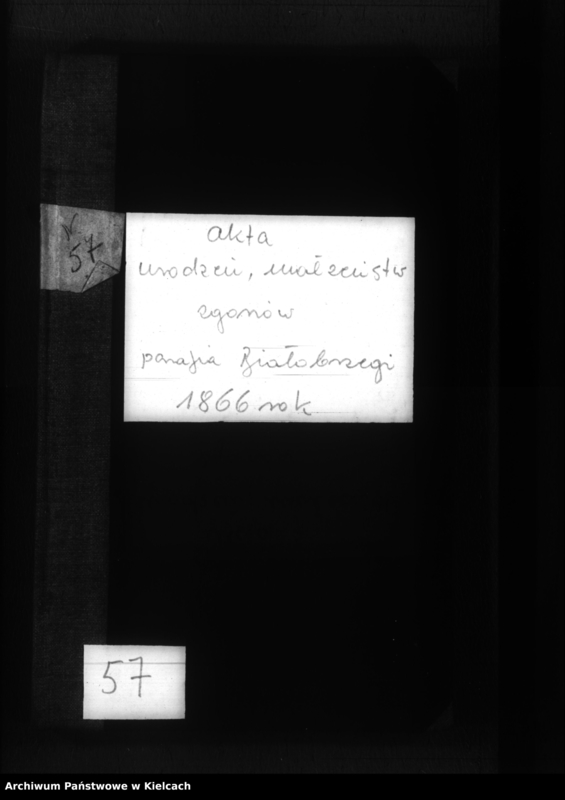 akta
57
urodzeń, małżeństw
zgonów
parafia Białobrzegi
1866 rok
57
Archiwum Państwowe w Kielcach